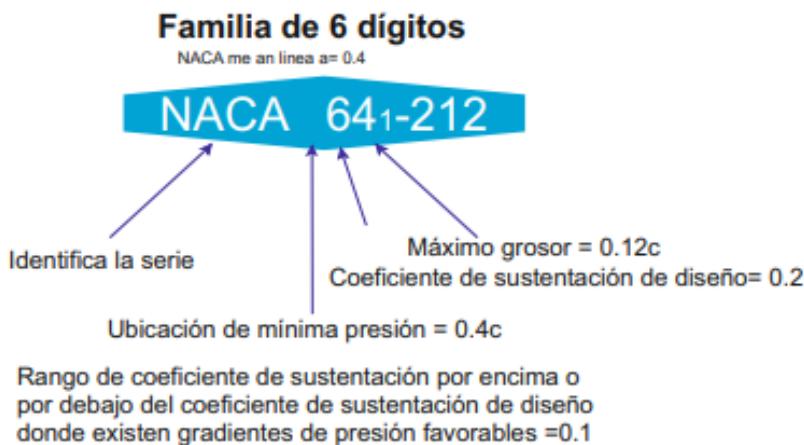 Familia de 6 dígitos
NACA me an linea a= 0.4
NACA 64₁-212
Identifica la serie
Máximo grosor = 0.12c
Coeficiente de sustentación de diseño= 0.2
Ubicación de mínima presión = 0.4c
Rango de coeficiente de sustentación por encima o
por debajo del coeficiente de sustentación de diseño
donde existen gradientes de presión favorables =0.1